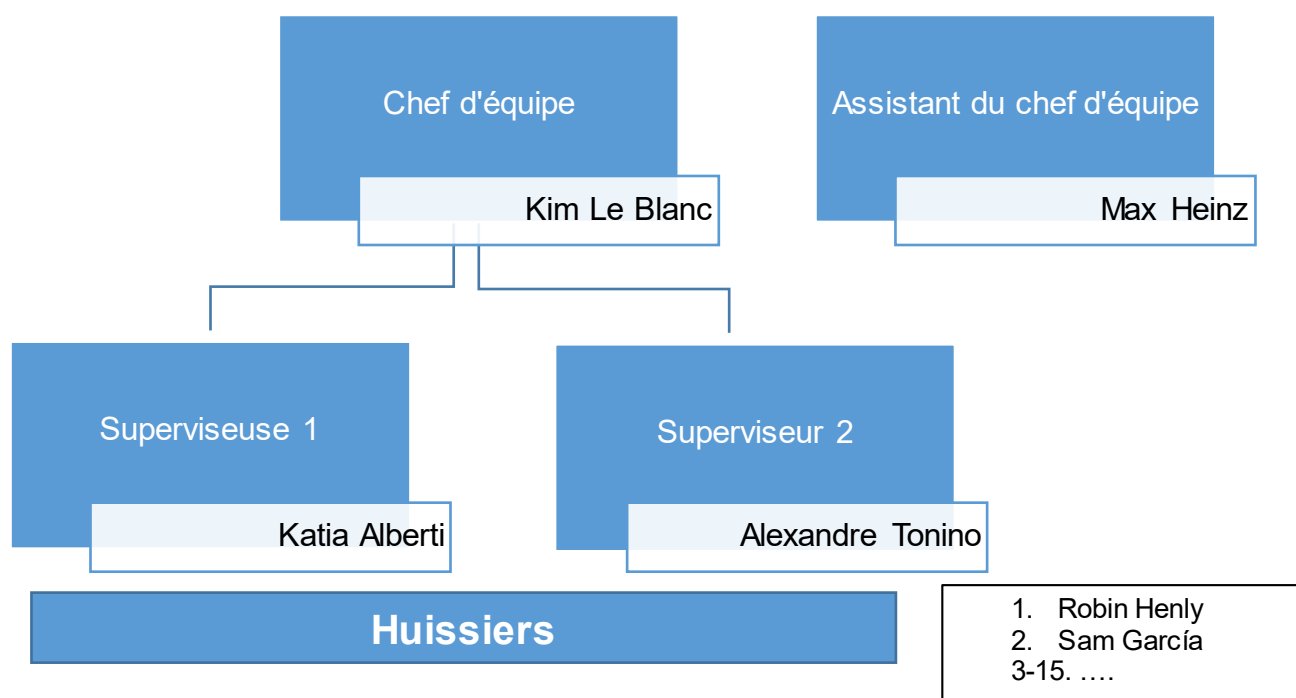 Chef d'équipe
Kim Le Blanc
Assistant du chef d'équipe
Max Heinz
Superviseuse 1
Katia Alberti
Superviseur 2
Alexandre Tonino
Huissiers
1. Robin Henly
2. Sam García
3-15. ….